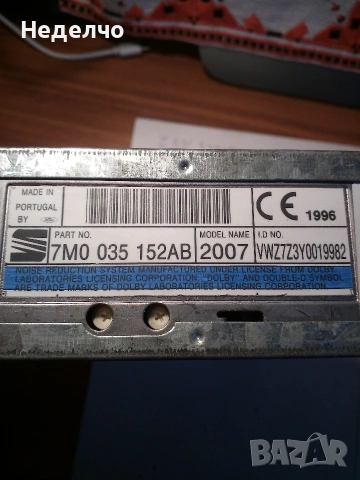 Неделчо
MADE IN
PORTUGAL
BY
CE 1996
PART NO.
7M0 035 152AB
MODEL NAME
2007
I.D NO.
VWZ7Z3Y0019982
NOISE REDUCTION SYSTEM MANUFACTURED UNDER LICENSE FROM DOLBY
LABORATORIES LICENSING CORPORATION. "DOLBY" AND DOUBLE-D SYMBOL
ARE TRADE MARKS OF DOLBY LABORATORIES LICENSING CORPORATION.
BAZAR
bg